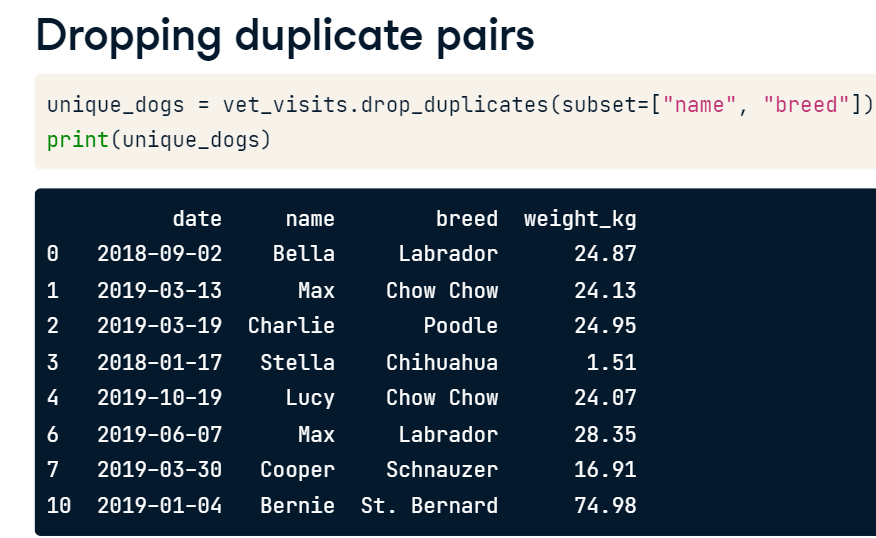 Dropping duplicate pairs
unique_dogs = vet_visits.drop_duplicates(subset=["name", "breed"])
print(unique_dogs)
date name breed weight_kg
0 2018-09-02 Bella Labrador 24.87
1 2019-03-13 Max Chow Chow 24.13
2 2019-03-19 Charlie Poodle 24.95
3 2018-01-17 Stella Chihuahua 1.51
4 2019-10-19 Lucy Chow Chow 24.07
6 2019-06-07 Max Labrador 28.35
7 2019-03-30 Cooper Schnauzer 16.91
10 2019-01-04 Bernie St. Bernard 74.98